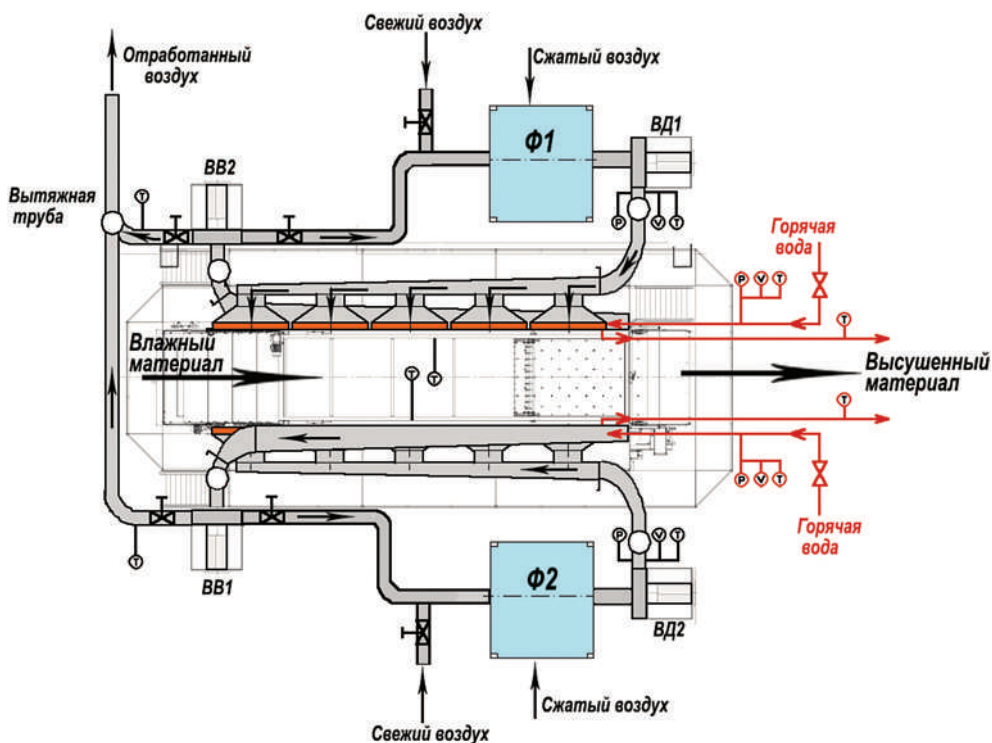 Свежий воздух
Отработанный
воздух
Сжатый воздух
Ф1
ВД1
ВВ2
Вытяжная
труба
T
P
V
T
Горячая
вода
P
V
T
T
Влажный
материал
T
T
Высушенный
материал
T
P
V
T
Горячая
вода
P
V
T
T
ВВ1
Ф2
ВД2
Свежий воздух
Сжатый воздух